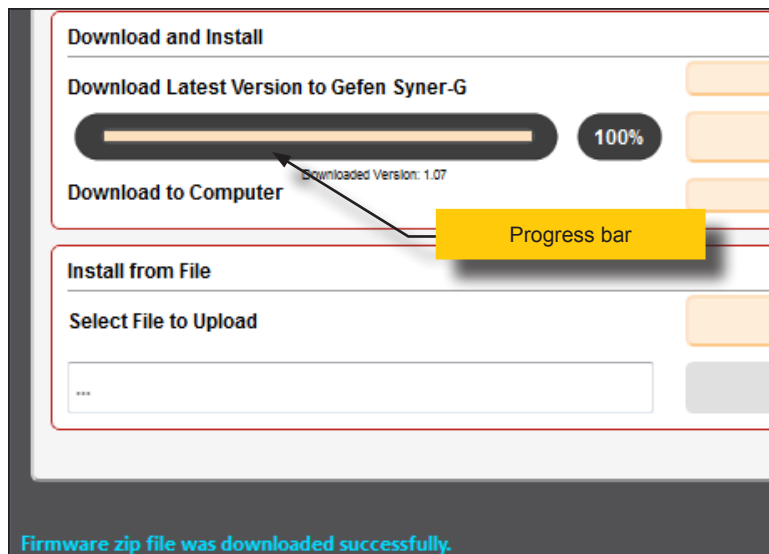 Download and Install
Download Latest Version to Gefen Syner-G
100%
Downloaded Version: 1.07
Download to Computer
Progress bar
Install from File
Select File to Upload
...
Firmware zip file was downloaded successfully.